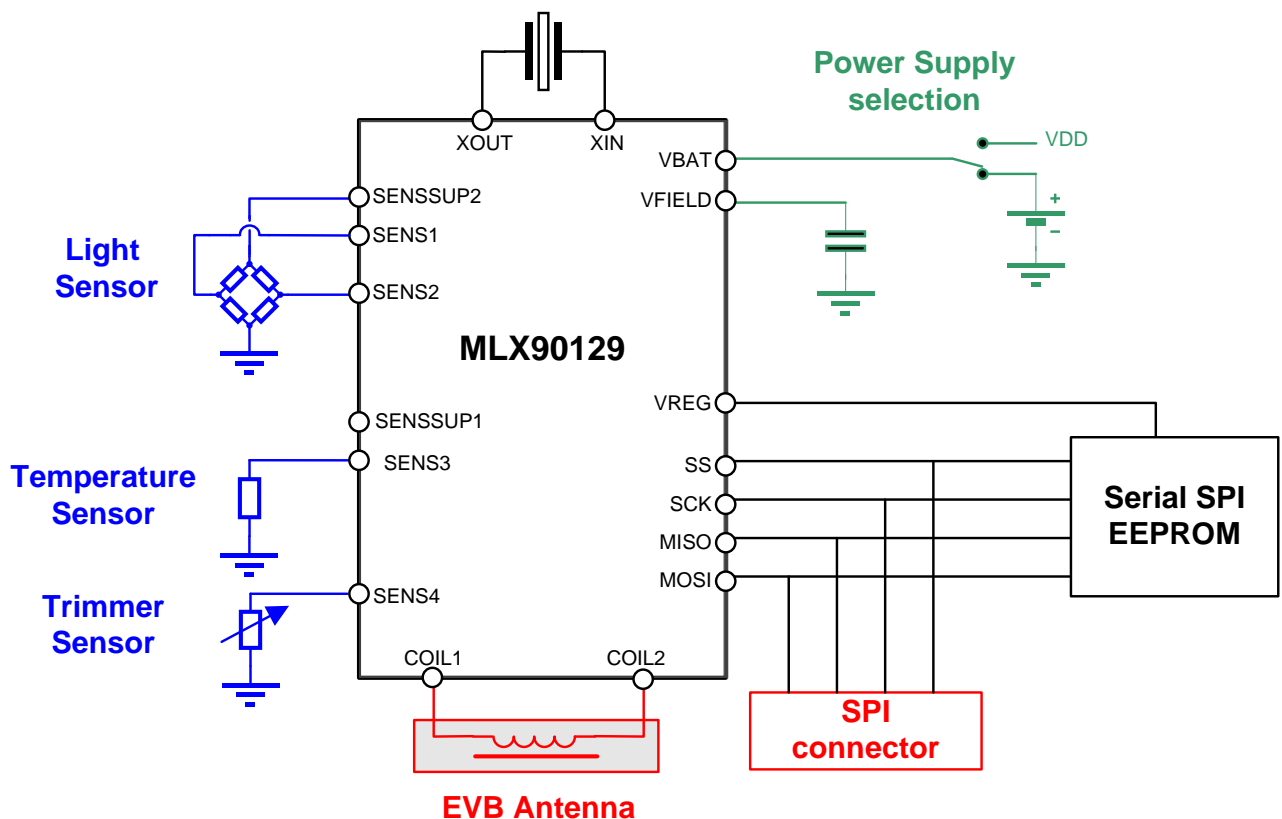 Power Supply
selection
VDD
XOUT
XIN
VBAT
VFIELD
+
−
SENSSUP2
SENS1
SENS2
Light
Sensor
MLX90129
VREG
SENSSUP1
SENS3
SS
SCK
MISO
MOSI
Serial SPI
EEPROM
Temperature
Sensor
SENS4
Trimmer
Sensor
COIL1
COIL2
SPI
connector
EVB Antenna